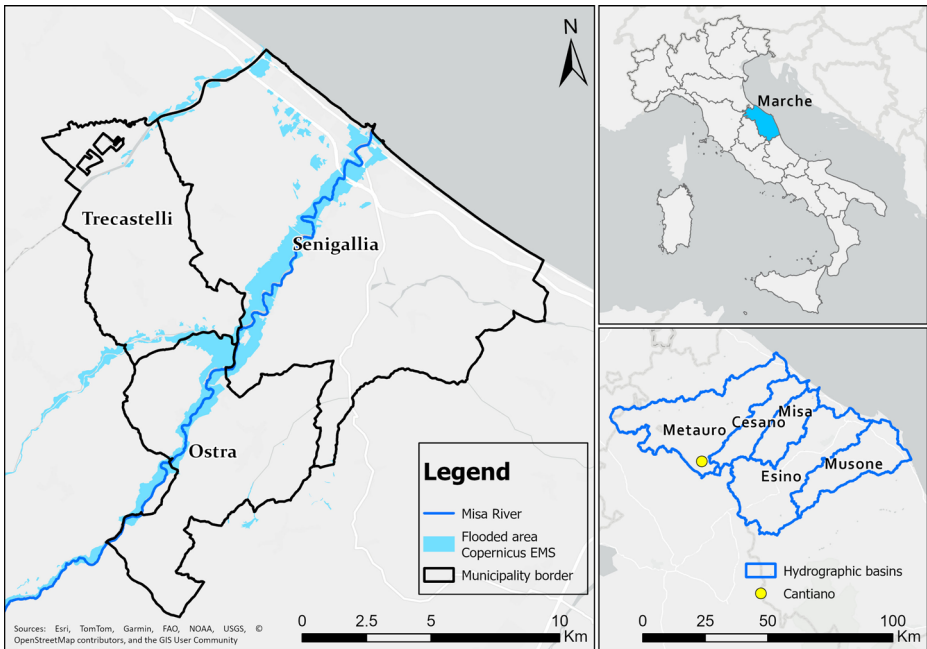 N
Trecastelli
Senigallia
Ostra
Legend
Misa River
Flooded area
Copernicus EMS
Municipality border
Sources: Esri, TomTom, Garmin, FAO, NOAA, USGS, ©
OpenStreetMap contributors, and the GIS User Community
0 2.5 5 10
Km
Marche
Metauro
Cesano
Misa
Esino
Musone
Hydrographic basins
Cantiano
0 25 50 100
Km